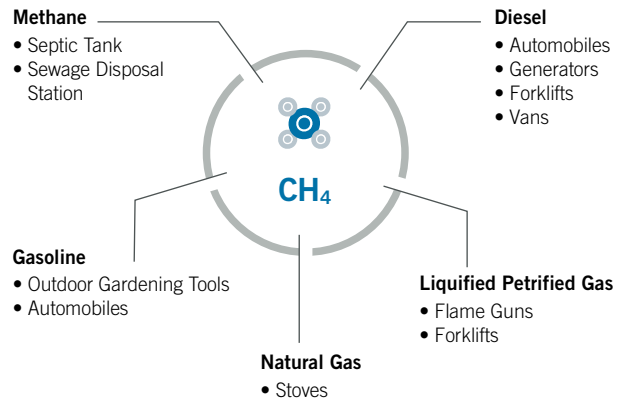 Methane
• Septic Tank
• Sewage Disposal
Station
Diesel
• Automobiles
• Generators
• Forklifts
• Vans
CH₄
Gasoline
• Outdoor Gardening Tools
• Automobiles
Liquified Petrified Gas
• Flame Guns
• Forklifts
Natural Gas
• Stoves